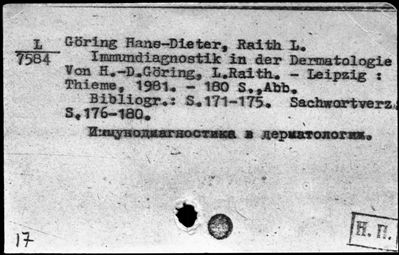 L
7584
Göring Hans-Dieter, Raith L.
Immundiagnostik in der Dermatologie
Von H.-D.Göring, L.Raith. - Leipzig :
Thieme, 1981. - 180 S.,Abb.
Bibliogr.: S.171-175. Sachwortverz.
S.176-180.
Иммунодиагностика в дерматологии.
17
Н. П.